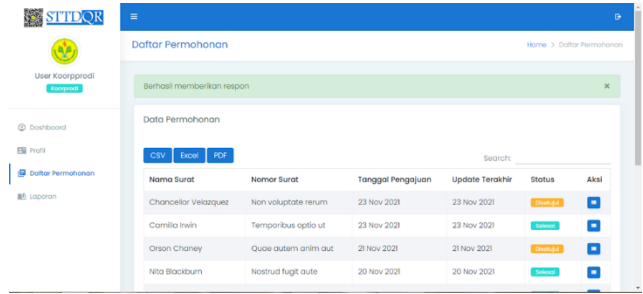 STTDQR
Daftar Permohonan
Home > Daftar Permohonan
User Koorpprodi
Koorprodi
Dashboard
Profil
Daftar Permohonan
Laporan
Berhasil memberikan respon
×
Data Permohonan
CSV Excel PDF
Search:
Nama Surat Nomor Surat Tanggal Pengajuan Update Terakhir Status Aksi
Chancellor Velazquez Non voluptate rerum 23 Nov 2021 23 Nov 2021 Disetujui
Camilla Irwin Temporibus optio ut 23 Nov 2021 23 Nov 2021 Selesai
Orson Chaney Quae autem anim aut 21 Nov 2021 21 Nov 2021 Disetujui
Nita Blackburn Nostrud fugit aute 20 Nov 2021 20 Nov 2021 Selesai